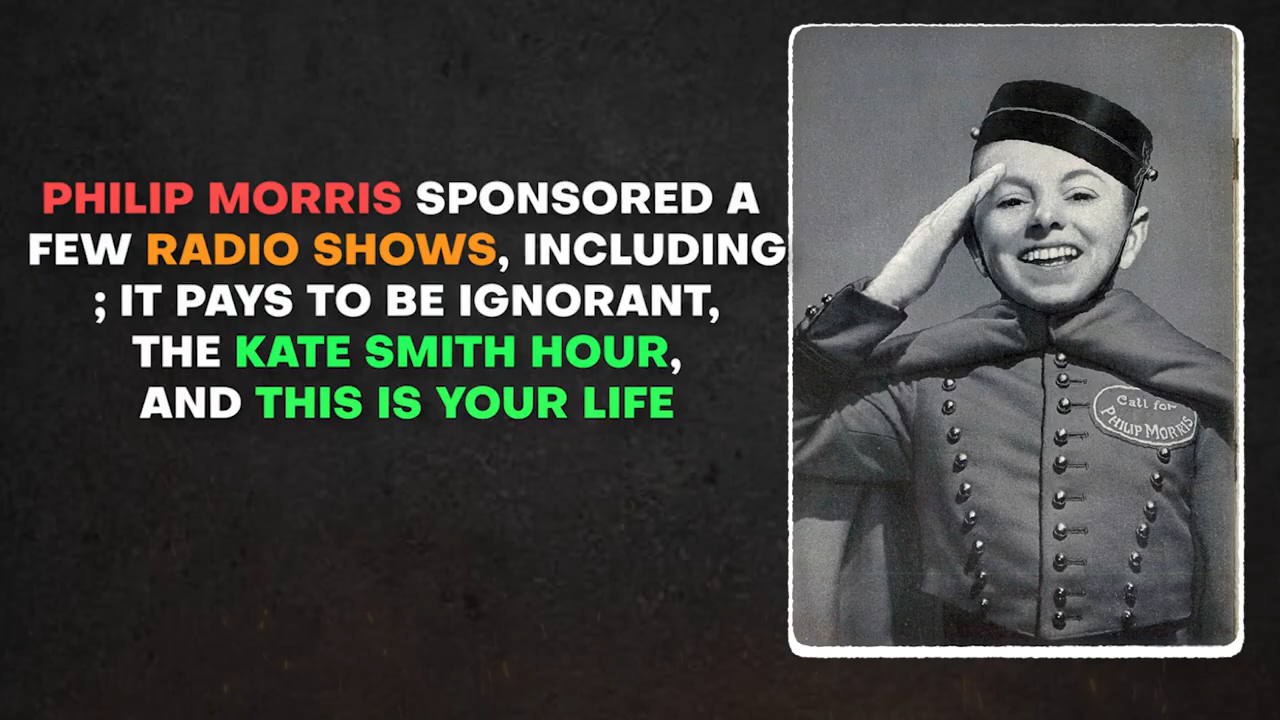 PHILIP MORRIS SPONSORED A
FEW RADIO SHOWS, INCLUDING
; IT PAYS TO BE IGNORANT,
THE KATE SMITH HOUR,
AND THIS IS YOUR LIFE
Call for
PHILIP MORRIS